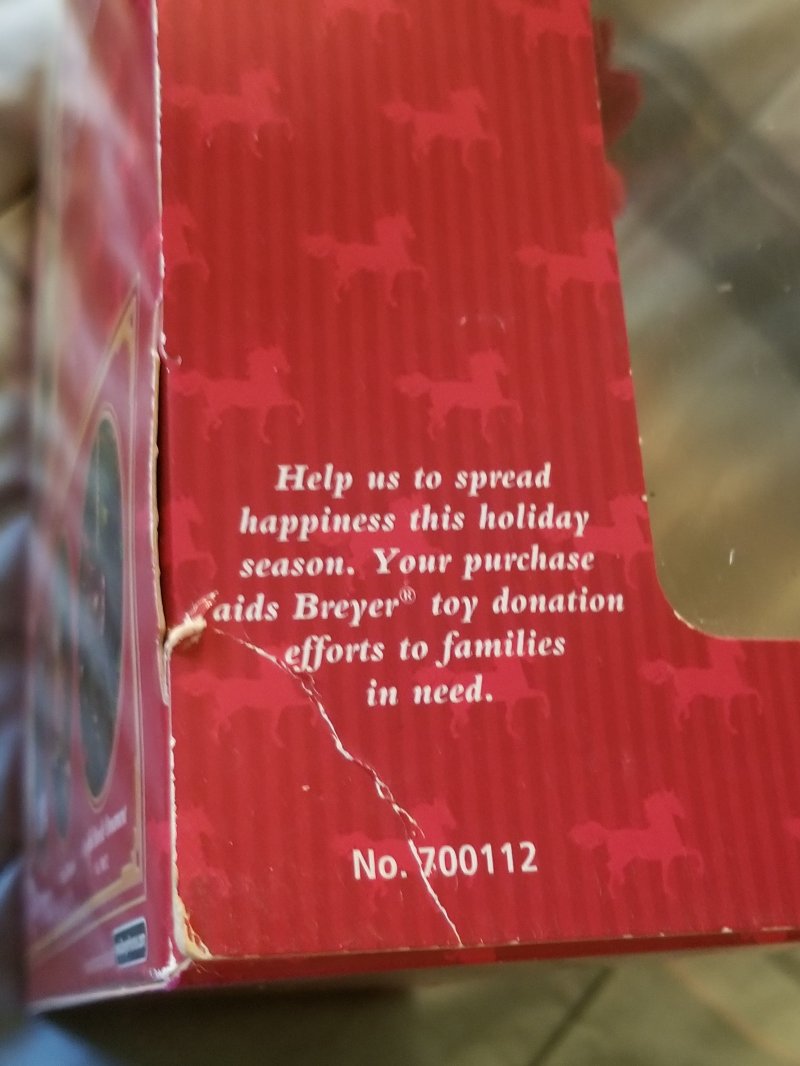 Help us to spread
happiness this holiday
season. Your purchase
aids Breyer® toy donation
efforts to families
in need.
No. 700112